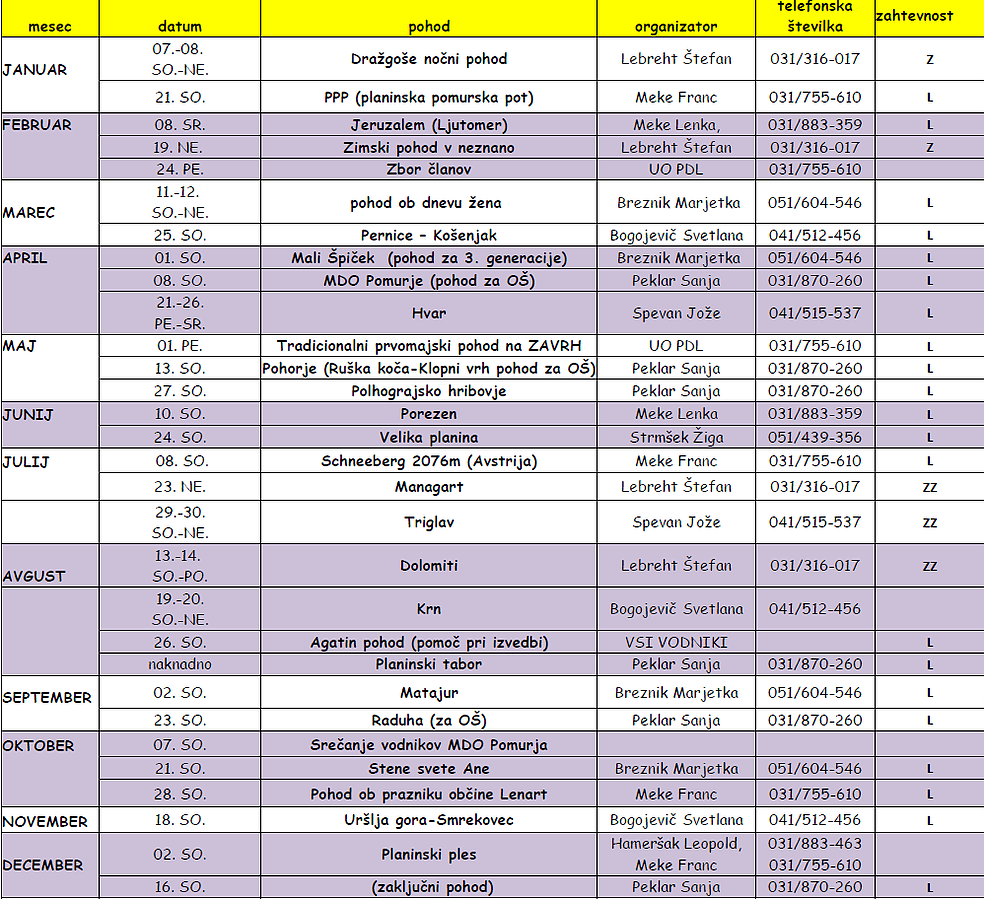 mesec datum pohod organizator telefonska številka zahtevnost
JANUAR 07.-08. SO.-NE. Dražgoše nočni pohod Lebreht Štefan 031/316-017 Z
21. SO. PPP (planinska pomurska pot) Meke Franc 031/755-610 L
FEBRUAR 08. SR. Jeruzalem (Ljutomer) Meke Lenka, 031/883-359 L
19. NE. Zimski pohod v neznano Lebreht Štefan 031/316-017 Z
24. PE. Zbor članov UO PDL 031/755-610
MAREC 11.-12. SO.-NE. pohod ob dnevu žena Breznik Marjetka 051/604-546 L
25. SO. Pernice – Košenjak Bogojevič Svetlana 041/512-456 L
APRIL 01. SO. Mali Špiček (pohod za 3. generacije) Breznik Marjetka 051/604-546 L
08. SO. MDO Pomurje (pohod za OŠ) Peklar Sanja 031/870-260 L
21.-26. PE.-SR. Hvar Spevan Jože 041/515-537 L
MAJ 01. PE. Tradicionalni prvomajski pohod na ZAVRH UO PDL 031/755-610 L
13. SO. Pohorje (Ruška koča-Klopni vrh pohod za OŠ) Peklar Sanja 031/870-260 L
27. SO. Polhograjsko hribovje Peklar Sanja 031/870-260 L
JUNIJ 10. SO. Porezen Meke Lenka 031/883-359 L
24. SO. Velika planina Strmšek Žiga 051/439-356 L
JULIJ 08. SO. Schneeberg 2076m (Avstrija) Meke Franc 031/755-610 L
23. NE. Managart Lebreht Štefan 031/316-017 ZZ
29.-30. SO.-NE. Triglav Spevan Jože 041/515-537 ZZ
AVGUST 13.-14. SO.-PO. Dolomiti Lebreht Štefan 031/316-017 ZZ
19.-20. SO.-NE. Krn Bogojevič Svetlana 041/512-456
26. SO. Agatin pohod (pomoč pri izvedbi) VSI VODNIKI L
naknadno Planinski tabor Peklar Sanja 031/870-260 L
SEPTEMBER 02. SO. Matajur Breznik Marjetka 051/604-546 L
23. SO. Raduha (za OŠ) Peklar Sanja 031/870-260 L
OKTOBER 07. SO. Srečanje vodnikov MDO Pomurja
21. SO. Stene svete Ane Breznik Marjetka 051/604-546 L
28. SO. Pohod ob prazniku občine Lenart Meke Franc 031/755-610 L
NOVEMBER 18. SO. Uršlja gora-Smrekovec Bogojevič Svetlana 041/512-456 L
DECEMBER 02. SO. Planinski ples Hameršak Leopold, Meke Franc 031/883-463 031/755-610
16. SO. (zaključni pohod) Peklar Sanja 031/870-260 L